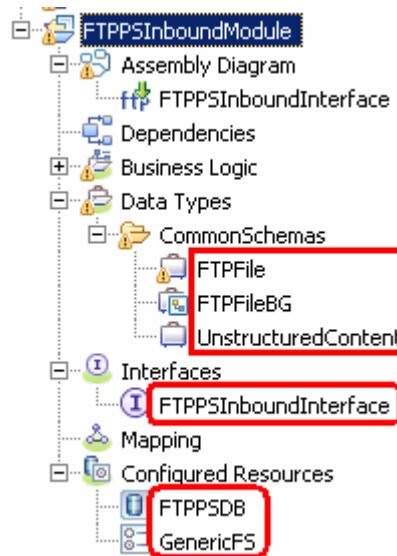 FTPPSInboundModule
Assembly Diagram
ftp FTPPSInboundInterface
Dependencies
Business Logic
Data Types
CommonSchemas
FTPFile
FTPFileBG
UnstructuredContent
Interfaces
I FTPPSInboundInterface
Mapping
Configured Resources
FTPPSDB
GenericFS